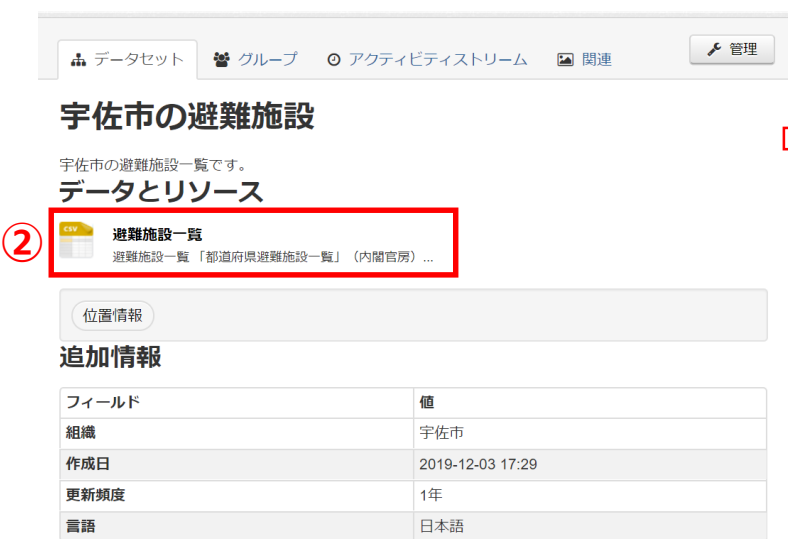 データセット グループ アクティビティストリーム 関連 管理
宇佐市の避難施設
宇佐市の避難施設一覧です。
データとリソース
② CSV 避難施設一覧
避難施設一覧 「都道府県避難施設一覧」（内閣官房）...
位置情報
追加情報
フィールド 値
組織 宇佐市
作成日 2019-12-03 17:29
更新頻度 1年
言語 日本語